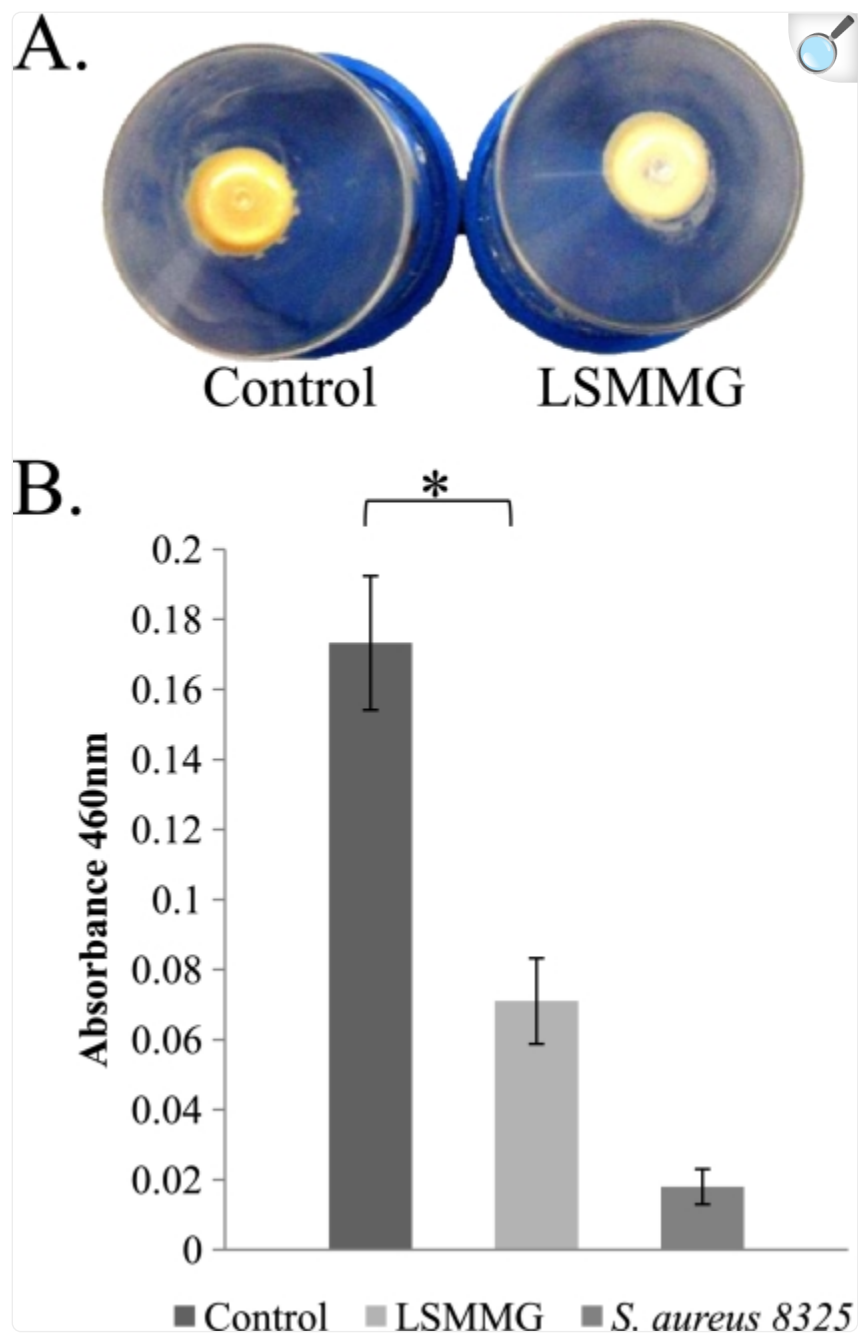 A.
Control LSMMG
B.
*
0.2
0.18
0.16
0.14
0.12
0.1
0.08
0.06
0.04
0.02
0
Absorbance 460nm
Control LSMMG S. aureus 8325